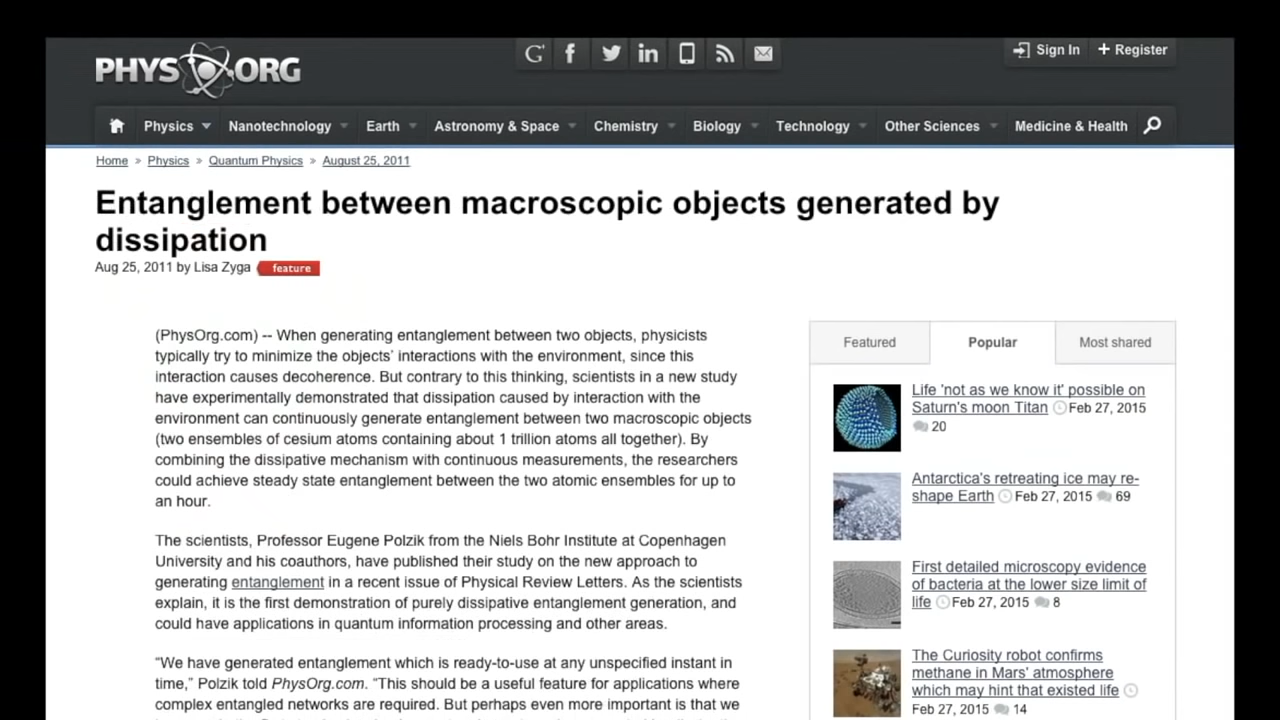 PHYS ORG
Sign In
Register
Physics Nanotechnology Earth Astronomy & Space Chemistry Biology Technology Other Sciences Medicine & Health
Home » Physics » Quantum Physics » August 25, 2011
Entanglement between macroscopic objects generated by
dissipation
Aug 25, 2011 by Lisa Zyga feature
(PhysOrg.com) -- When generating entanglement between two objects, physicists
typically try to minimize the objects' interactions with the environment, since this
interaction causes decoherence. But contrary to this thinking, scientists in a new study
have experimentally demonstrated that dissipation caused by interaction with the
environment can continuously generate entanglement between two macroscopic objects
(two ensembles of cesium atoms containing about 1 trillion atoms all together). By
combining the dissipative mechanism with continuous measurements, the researchers
could achieve steady state entanglement between the two atomic ensembles for up to
an hour.
The scientists, Professor Eugene Polzik from the Niels Bohr Institute at Copenhagen
University and his coauthors, have published their study on the new approach to
generating entanglement in a recent issue of Physical Review Letters. As the scientists
explain, it is the first demonstration of purely dissipative entanglement generation, and
could have applications in quantum information processing and other areas.
“We have generated entanglement which is ready-to-use at any unspecified instant in
time,” Polzik told PhysOrg.com. “This should be a useful feature for applications where
complex entangled networks are required. But perhaps even more important is that we
Featured
Popular
Most shared
Life 'not as we know it' possible on
Saturn's moon Titan Feb 27, 2015
20
Antarctica's retreating ice may re-
shape Earth Feb 27, 2015 69
First detailed microscopy evidence
of bacteria at the lower size limit of
life Feb 27, 2015 8
The Curiosity robot confirms
methane in Mars' atmosphere
which may hint that existed life
Feb 27, 2015 14